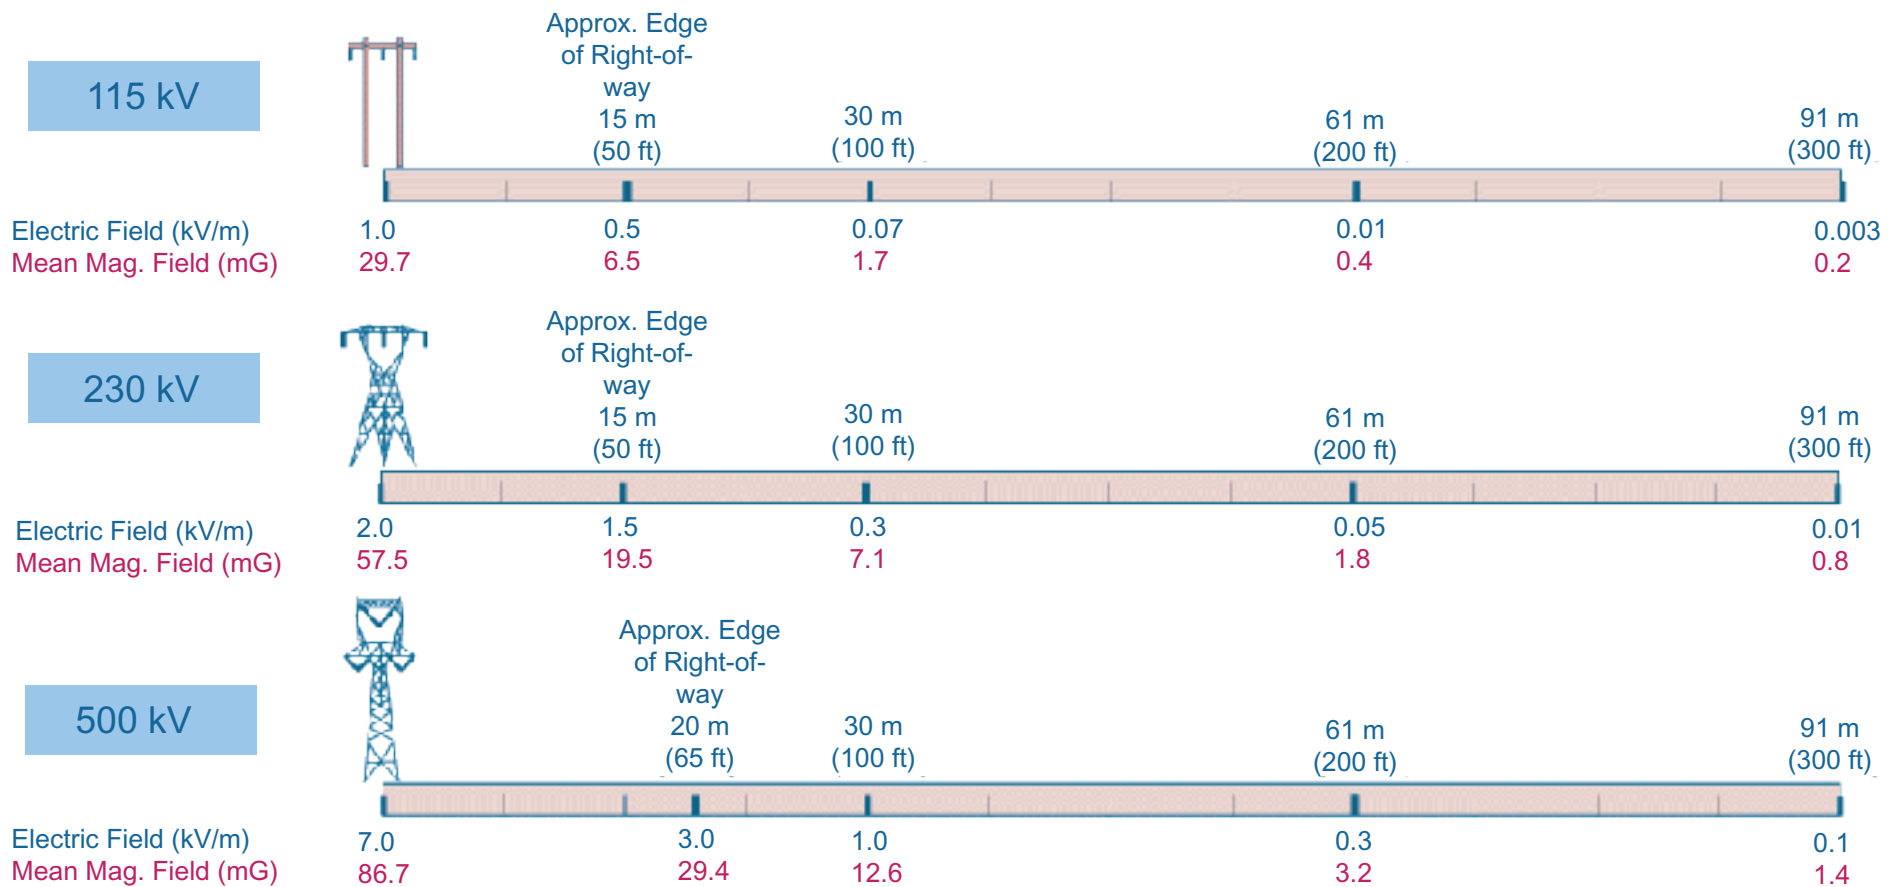 Approx. Edge
of Right-of-
way
115 kV
15 m
(50 ft)
30 m
(100 ft)
61 m
(200 ft)
91 m
(300 ft)
Electric Field (kV/m) 1.0 0.5 0.07 0.01 0.003
Mean Mag. Field (mG) 29.7 6.5 1.7 0.4 0.2
Approx. Edge
of Right-of-
way
230 kV
15 m
(50 ft)
30 m
(100 ft)
61 m
(200 ft)
91 m
(300 ft)
Electric Field (kV/m) 2.0 1.5 0.3 0.05 0.01
Mean Mag. Field (mG) 57.5 19.5 7.1 1.8 0.8
Approx. Edge
of Right-of-
way
500 kV
20 m
(65 ft)
30 m
(100 ft)
61 m
(200 ft)
91 m
(300 ft)
Electric Field (kV/m) 7.0 3.0 1.0 0.3 0.1
Mean Mag. Field (mG) 86.7 29.4 12.6 3.2 1.4